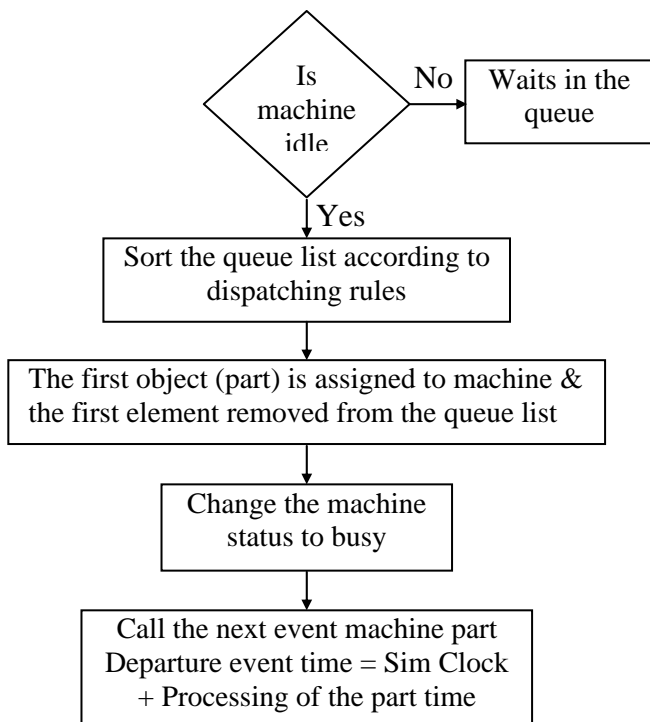 Is
machine
idle
No
Waits in the
queue
Yes
Sort the queue list according to
dispatching rules
The first object (part) is assigned to machine &
the first element removed from the queue list
Change the machine
status to busy
Call the next event machine part
Departure event time = Sim Clock
+ Processing of the part time